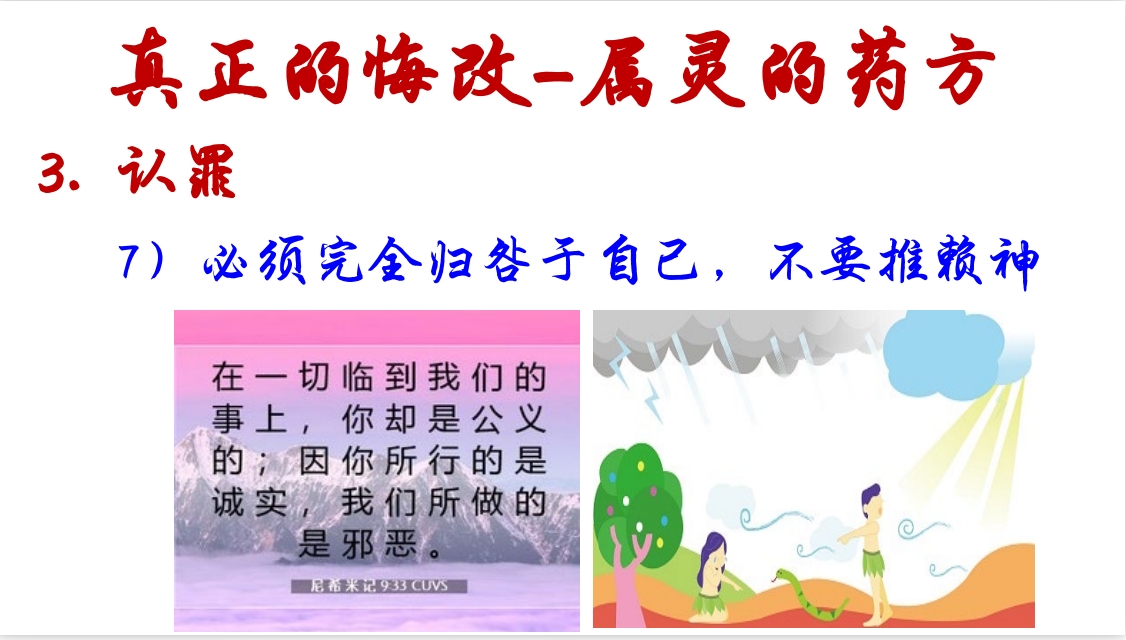 真正的悔改-属灵的药方
3. 认罪
7）必须完全归咎于自己，不要推赖神
在一切临到我们的
事上，你却是公义
的；因你所行的是
诚实，我们所做的
是邪恶。
尼希米记 9:33 CUVS